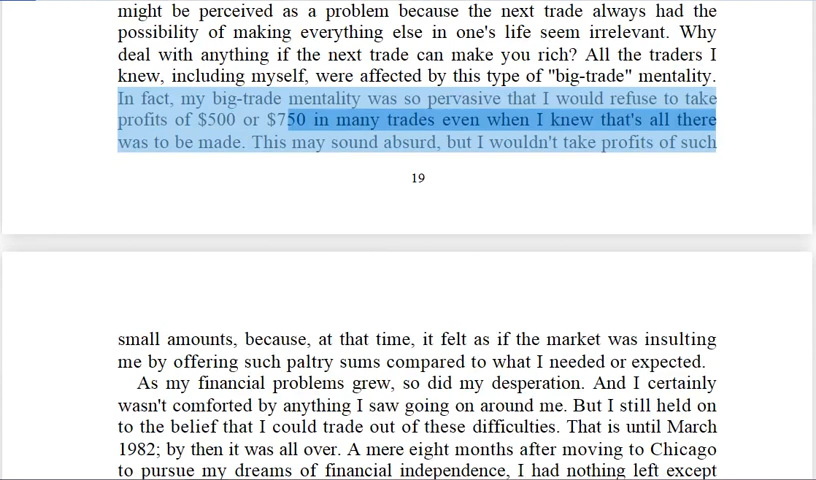 might be perceived as a problem because the next trade always had the
possibility of making everything else in one's life seem irrelevant. Why
deal with anything if the next trade can make you rich? All the traders I
knew, including myself, were affected by this type of "big-trade" mentality.
In fact, my big-trade mentality was so pervasive that I would refuse to take
profits of $500 or $750 in many trades even when I knew that's all there
was to be made. This may sound absurd, but I wouldn't take profits of such
19
small amounts, because, at that time, it felt as if the market was insulting
me by offering such paltry sums compared to what I needed or expected.
As my financial problems grew, so did my desperation. And I certainly
wasn't comforted by anything I saw going on around me. But I still held on
to the belief that I could trade out of these difficulties. That is until March
1982; by then it was all over. A mere eight months after moving to Chicago
to pursue my dreams of financial independence, I had nothing left except